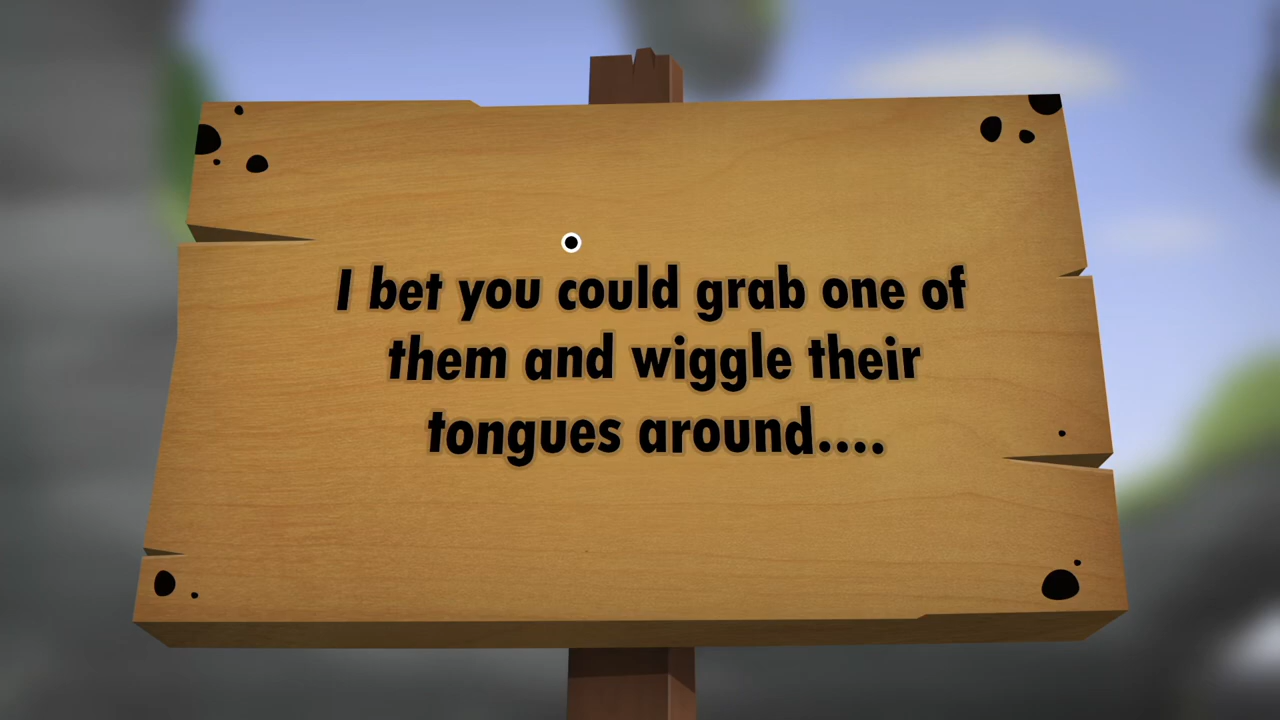 I bet you could grab one of
them and wiggle their
tongues around....